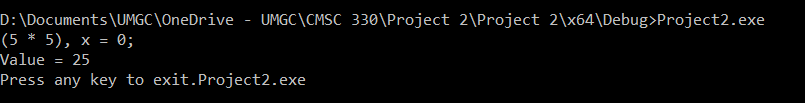 D:\Documents\UMGC\OneDrive - UMGC\CMSC 330\Project 2\Project 2\x64\Debug>Project2.exe
(5 * 5), x = 0;
Value = 25
Press any key to exit.Project2.exe